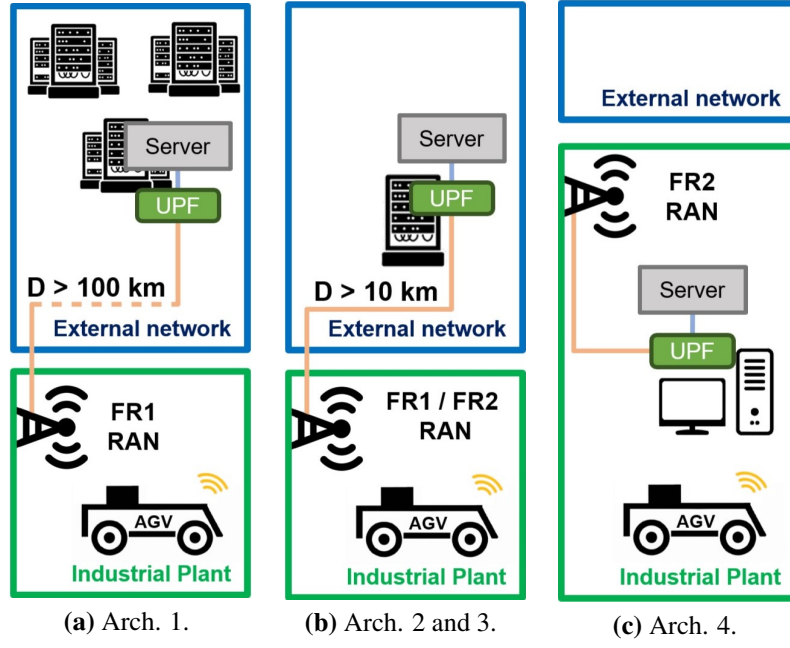 Server
UPF
D > 100 km
External network
FR1
RAN
AGV
Industrial Plant
(a) Arch. 1.
Server
UPF
D > 10 km
External network
FR1 / FR2
RAN
AGV
Industrial Plant
(b) Arch. 2 and 3.
External network
FR2
RAN
Server
UPF
AGV
Industrial Plant
(c) Arch. 4.